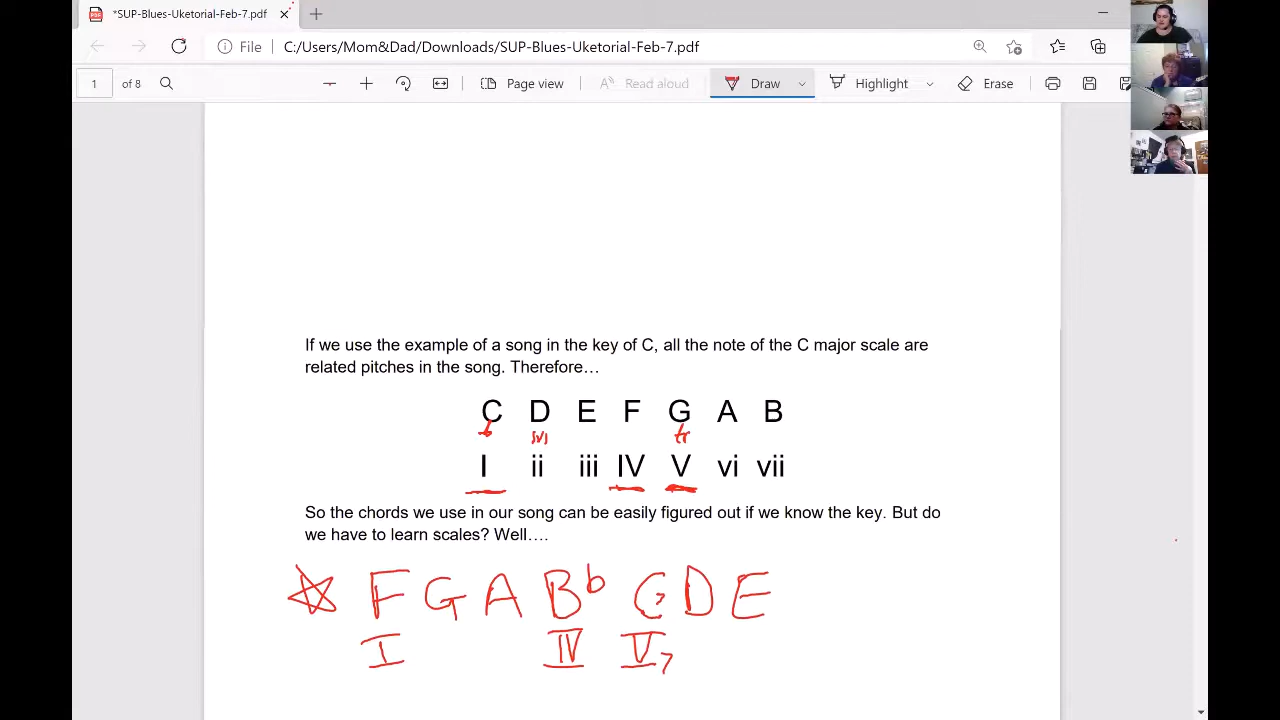 *SUP-Blues-Uketorial-Feb-7.pdf
File C:/Users/Mom&Dad/Downloads/SUP-Blues-Uketorial-Feb-7.pdf
1 of 8 Page view Read aloud Draw Highlight Erase
If we use the example of a song in the key of C, all the note of the C major scale are
related pitches in the song. Therefore…
C D E F G A B
I ii iii IV V vi vii
So the chords we use in our song can be easily figured out if we know the key. But do
we have to learn scales? Well….
F G A Bb C D E
I IV V7